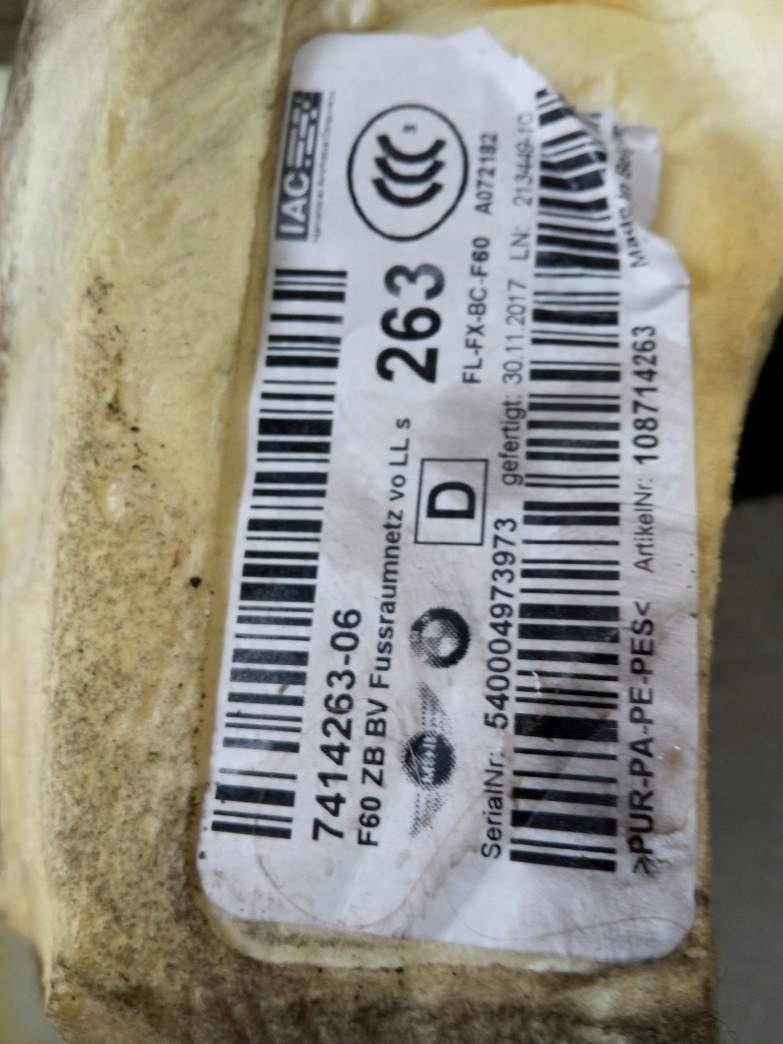 IAC
7414263-06
F60 ZB BV Fussraumnetz vo LL s
263
D
FL-FX-BC-F60 A072182
MINI
SerialNr: 540004973973 gefertigt: 30.11.2017 LN: 213449-10
>PUR-PA-PE-PES< ArtikelNr: 108714263 Made in